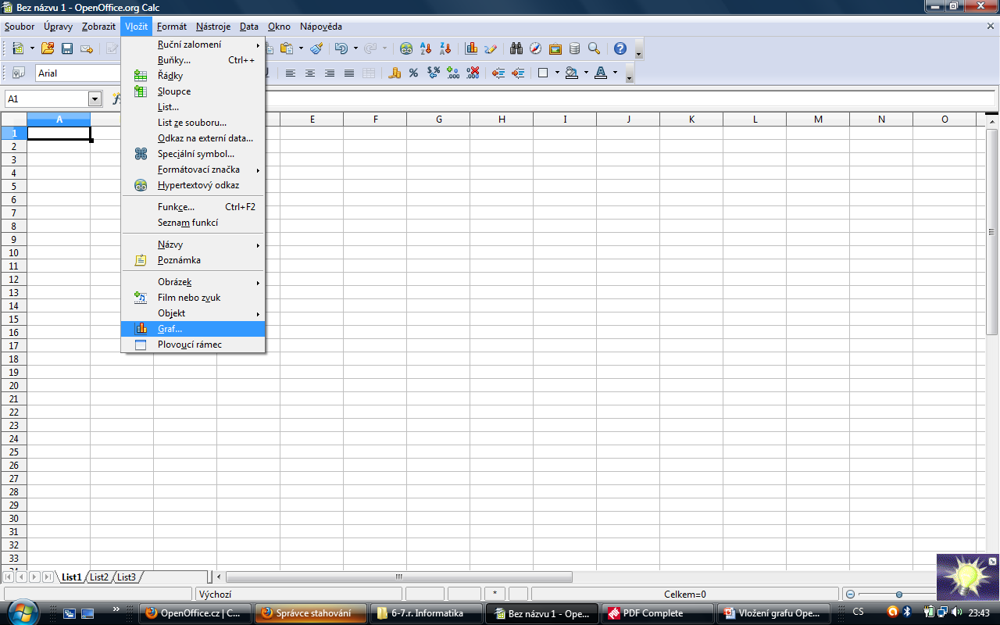 Bez názvu 1 - OpenOffice.org Calc
Soubor Úpravy Zobrazit Vložit Formát Nástroje Data Okno Nápověda
Arial
A1
Ruční zalomení
Buňky... Ctrl++
Řádky
Sloupce
List...
List ze souboru...
Odkaz na externí data...
Speciální symbol...
Formátovací značka
Hypertextový odkaz
Funkce... Ctrl+F2
Seznam funkcí
Názvy
Poznámka
Obrázek
Film nebo zvuk
Objekt
Graf...
Plovoucí rámec
A E F G H I J K L M N O
1
2
3
4
5
6
7
8
9
10
11
12
13
14
15
16
17
18
19
20
21
22
23
24
25
26
27
28
29
30
31
32
33
List1 List2 List3
Výchozí * Celkem=0
OpenOffice.cz | C... Správce stahování 6-7.r. Informatika Bez názvu 1 - Ope... PDF Complete Vložení grafu Ope... CS 23:43